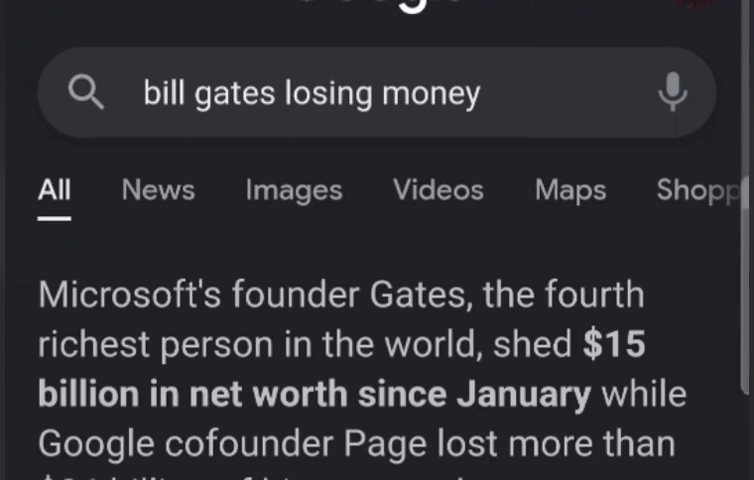 bill gates losing money
All News Images Videos Maps Shopp
Microsoft's founder Gates, the fourth
richest person in the world, shed $15
billion in net worth since January while
Google cofounder Page lost more than